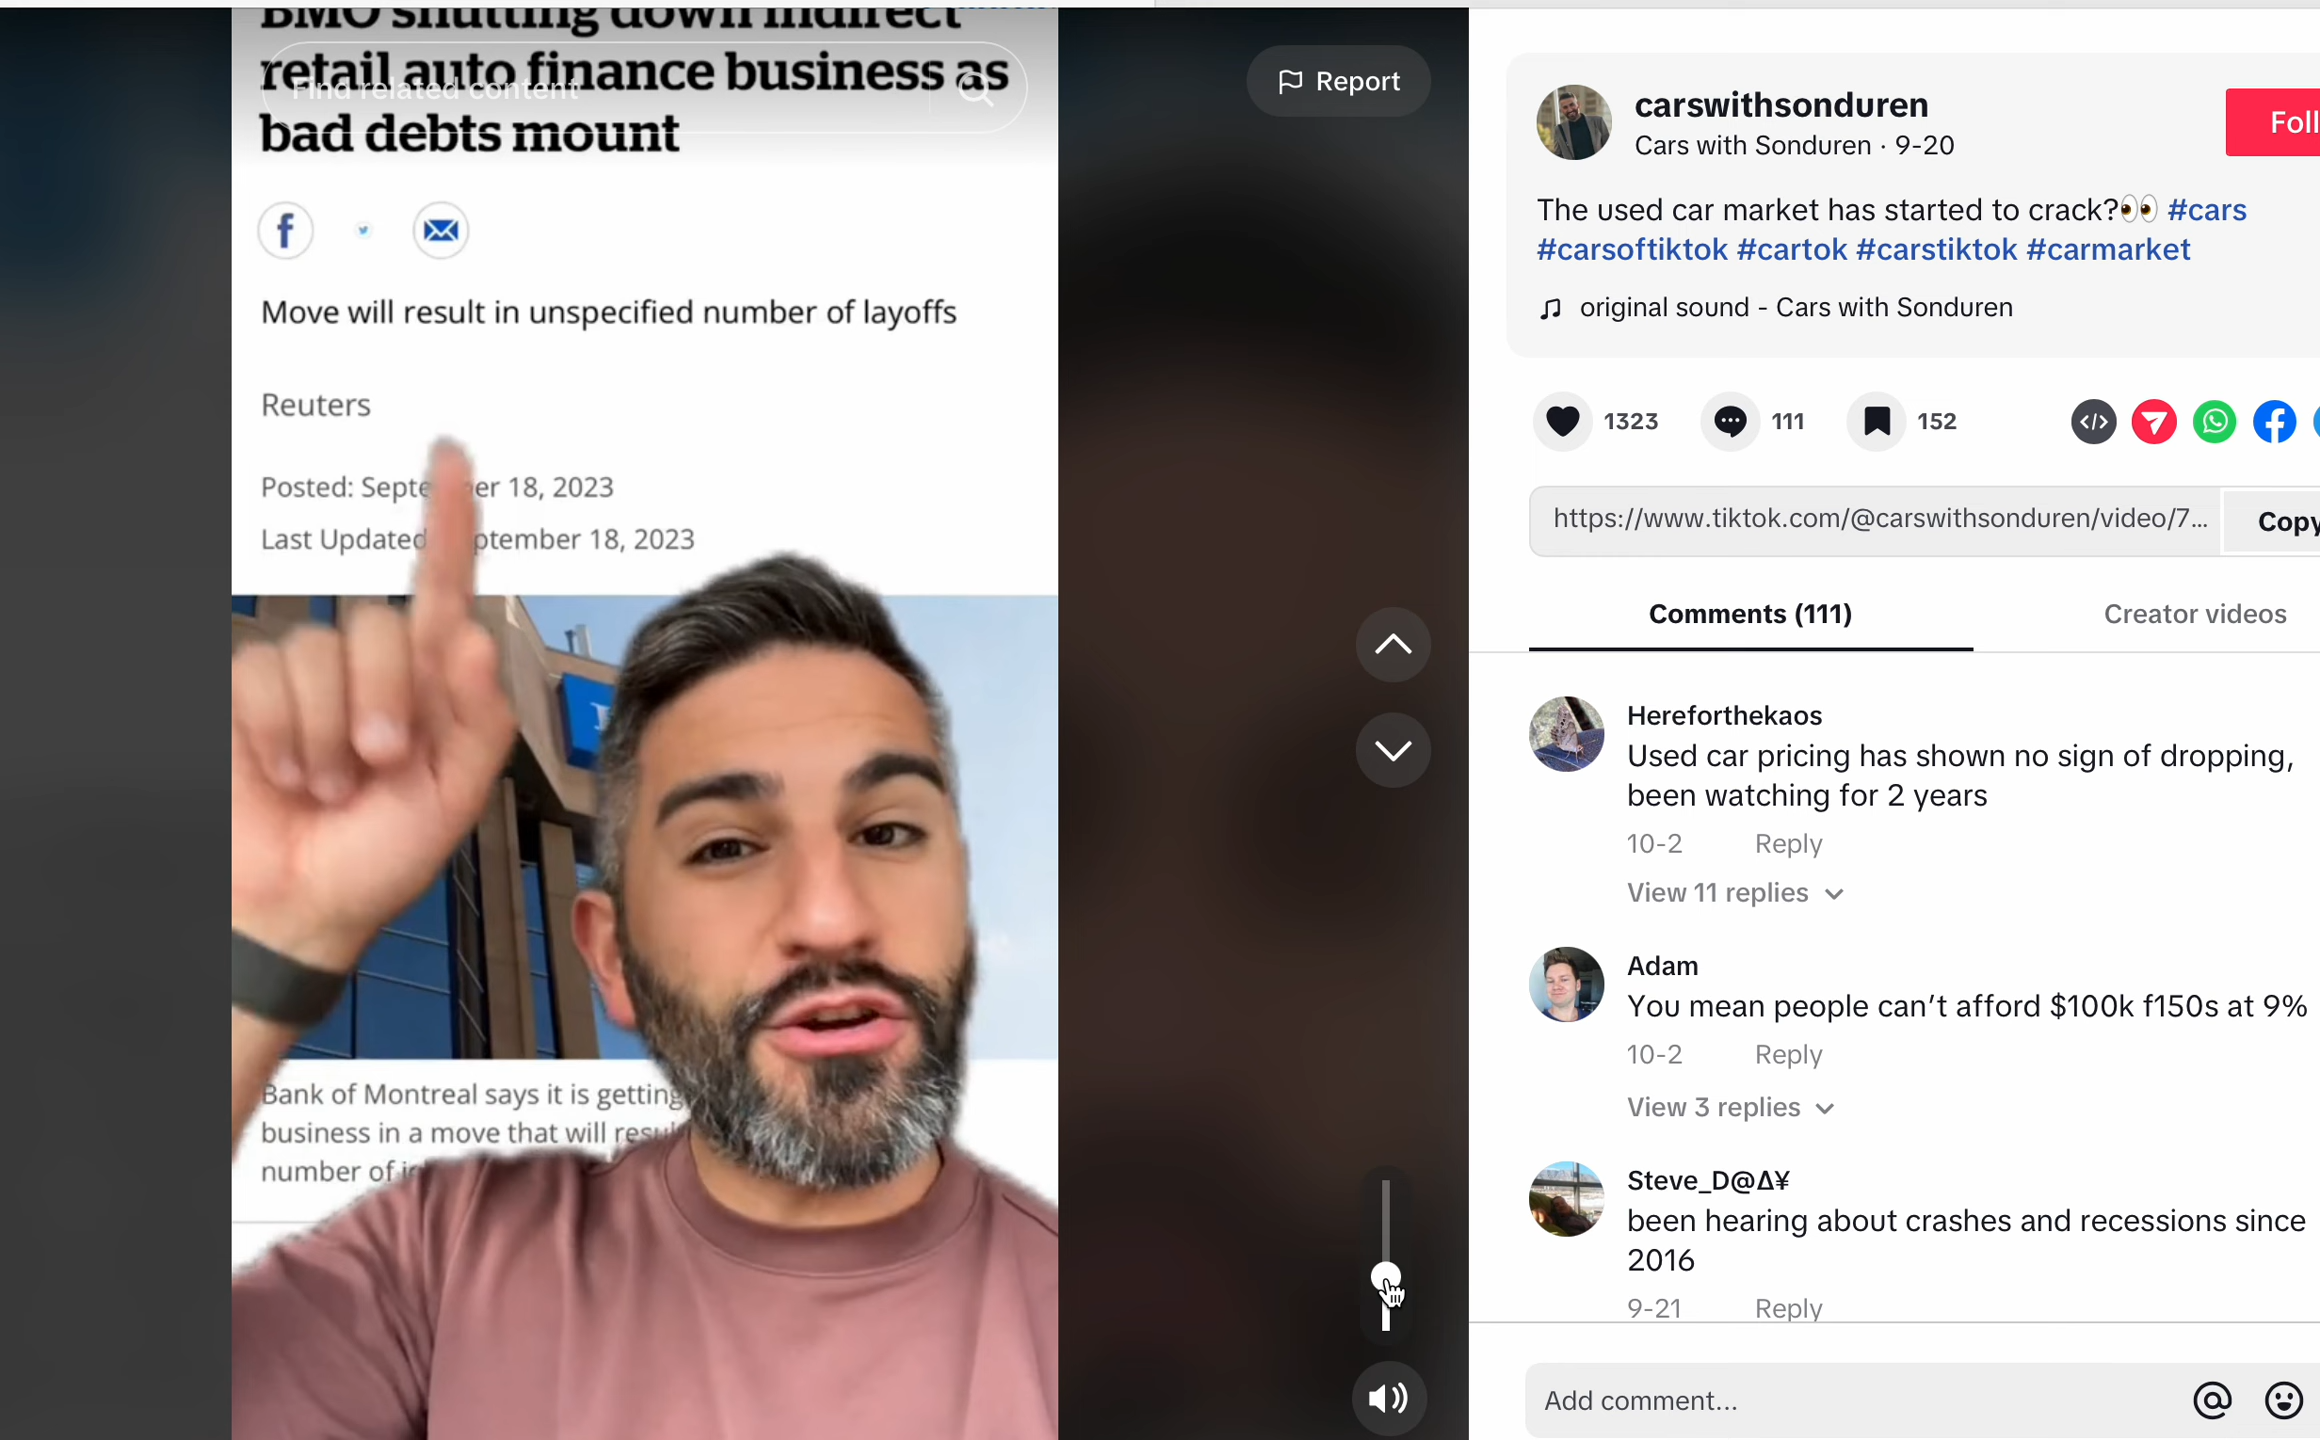 BMO shutting down indirect
retail auto finance business as
bad debts mount
Find related content
Move will result in unspecified number of layoffs
Reuters
Posted: 18, 2023
Last Updated 18, 2023
Bank of Montreal says it is getting
business in a move that will
number of
Report
carswithsonduren
Cars with Sonduren · 9-20
The used car market has started to crack?👀 #cars
#carsoftiktok #cartok #carstiktok #carmarket
original sound - Cars with Sonduren
1323
111
152
https://www.tiktok.com/@carswithsonduren/video/7...
Copy
Comments (111)
Creator videos
Hereforthekaos
Used car pricing has shown no sign of dropping,
been watching for 2 years
10-2 Reply
View 11 replies
Adam
You mean people can’t afford $100k f150s at 9%
10-2 Reply
View 3 replies
Steve_D@Δ¥
been hearing about crashes and recessions since
2016
9-21 Reply
Add comment...